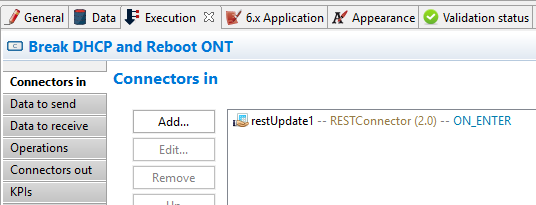 General Data Execution 6.x Application Appearance Validation status
Break DHCP and Reboot ONT
Connectors in
Data to send
Data to receive
Operations
Connectors out
KPIs
Connectors in
Add...
Edit...
Remove
Up
restUpdate1 -- RESTConnector (2.0) -- ON_ENTER